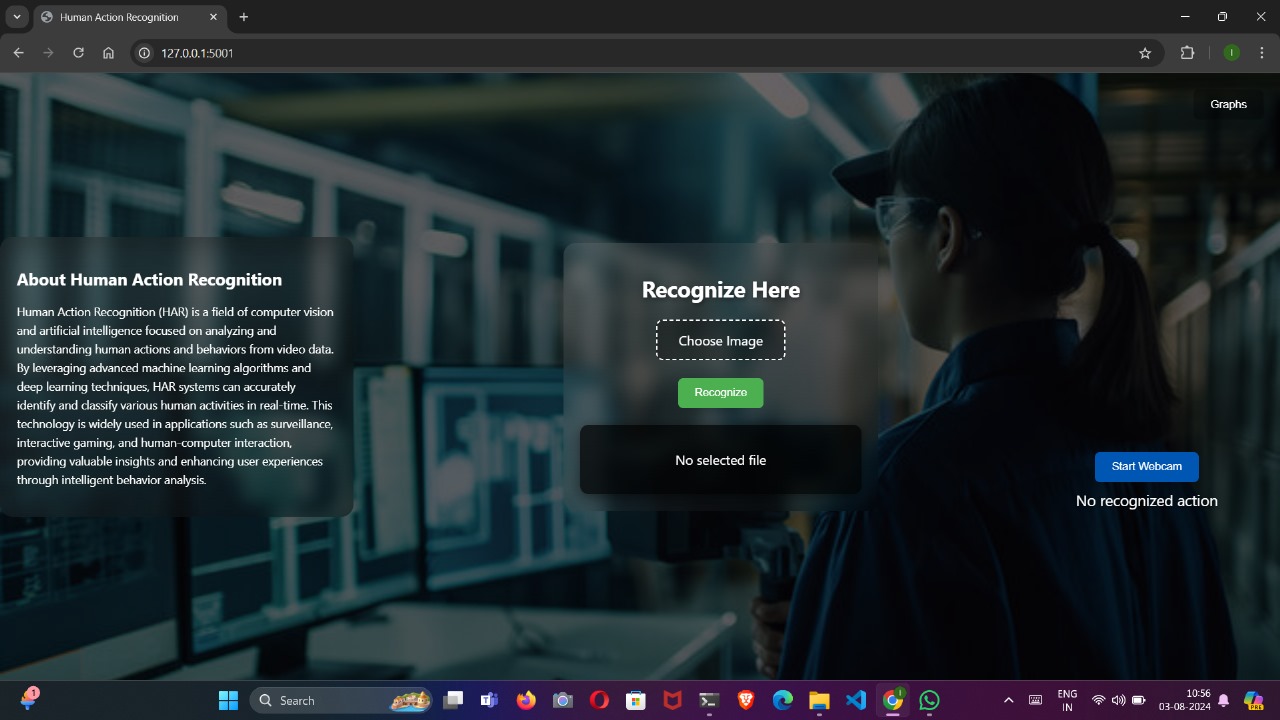 Human Action Recognition
127.0.0.1:5001
Graphs
About Human Action Recognition
Human Action Recognition (HAR) is a field of computer vision
and artificial intelligence focused on analyzing and
understanding human actions and behaviors from video data.
By leveraging advanced machine learning algorithms and
deep learning techniques, HAR systems can accurately
identify and classify various human activities in real-time. This
technology is widely used in applications such as surveillance,
interactive gaming, and human-computer interaction,
providing valuable insights and enhancing user experiences
through intelligent behavior analysis.
Recognize Here
Choose Image
Recognize
No selected file
Start Webcam
No recognized action
1
Search
ENG
IN
10:56
03-08-2024
PRE